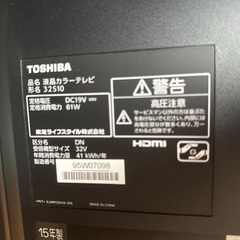 TOSHIBA
品名 液晶カラーテレビ
形名 32S10
定格電圧 DC19V
定格消費電力 61W
東芝ライフスタイル株式会社
警告
高圧注意
HDMI
区分名 DN
受信機型サイズ 32V
年間消費電力量 41 kWh/年
製造番号
95W07098
15年製